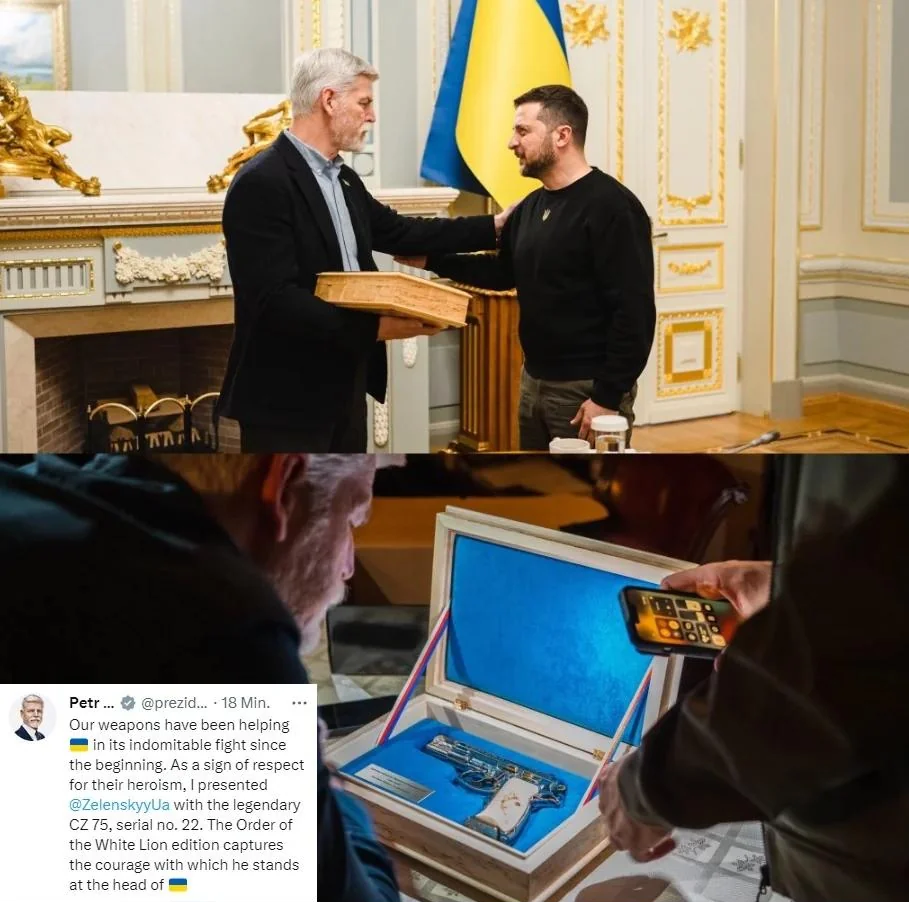 Petr ... @prezid... · 18 Min. ...
Our weapons have been helping
🇺🇦 in its indomitable fight since
the beginning. As a sign of respect
for their heroism, I presented
@ZelenskyyUa with the legendary
CZ 75, serial no. 22. The Order of
the White Lion edition captures
the courage with which he stands
at the head of 🇺🇦